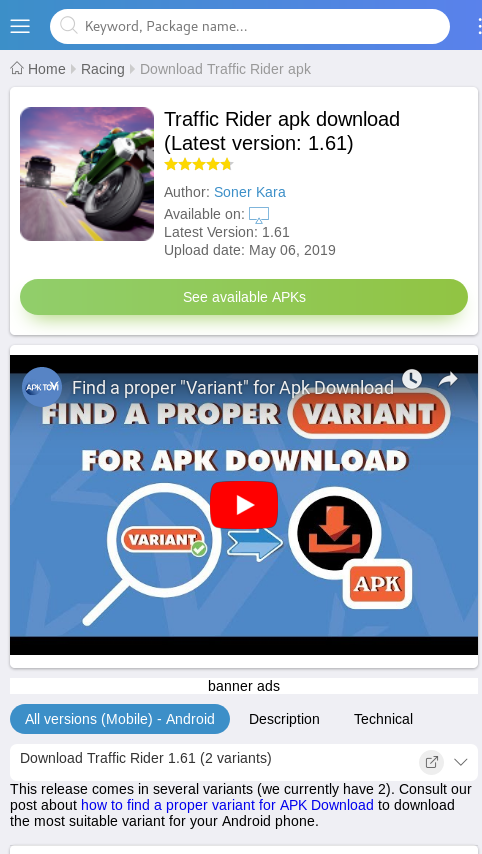 Keyword, Package name...
Home Racing Download Traffic Rider apk
Traffic Rider apk download
(Latest version: 1.61)
Author: Soner Kara
Available on:
Latest Version: 1.61
Upload date: May 06, 2019
See available APKs
APK TOVI
Find a proper "Variant" for Apk Download
FIND A PROPER VARIANT
FOR APK DOWNLOAD
VARIANT
APK
banner ads
All versions (Mobile) - Android Description Technical
Download Traffic Rider 1.61 (2 variants)
This release comes in several variants (we currently have 2). Consult our
post about how to find a proper variant for APK Download to download
the most suitable variant for your Android phone.